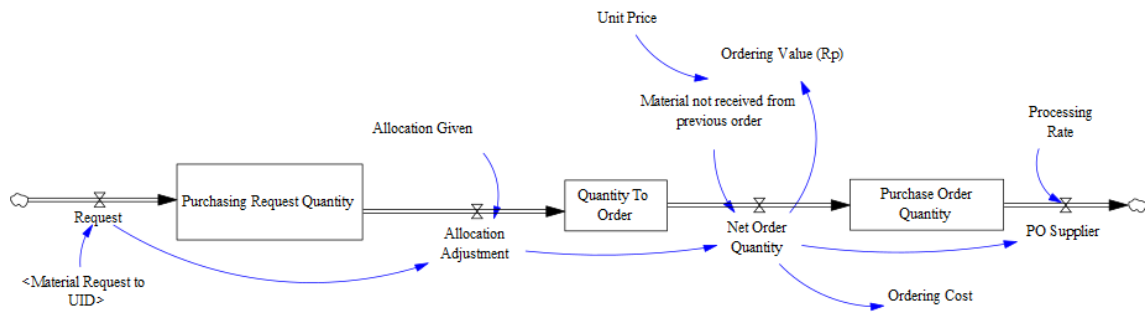 Unit Price
Ordering Value (Rp)
Material not received from
previous order
Processing
Rate
Allocation Given
Purchasing Request Quantity
Quantity To
Order
Purchase Order
Quantity
Request
Allocation
Adjustment
Net Order
Quantity
PO Supplier
<Material Request to
UID>
Ordering Cost